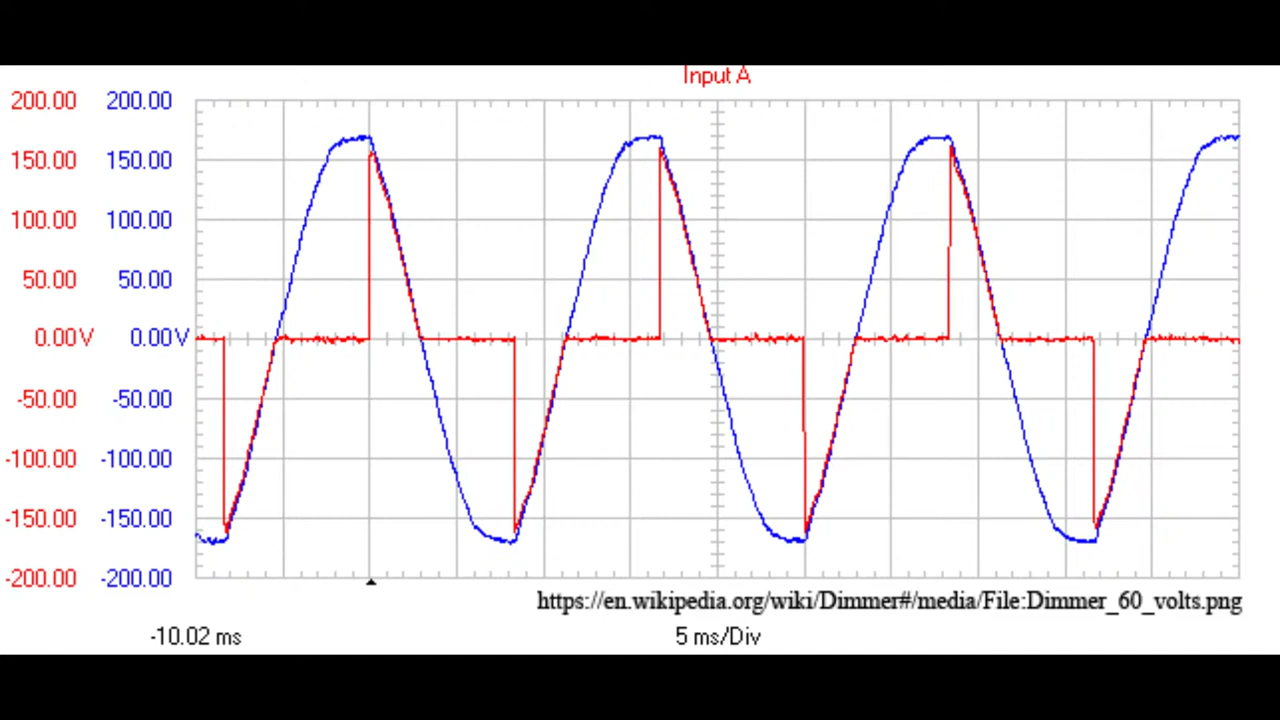 Input A
200.00 200.00
150.00 150.00
100.00 100.00
50.00 50.00
0.00V 0.00V
-50.00 -50.00
-100.00 -100.00
-150.00 -150.00
-200.00 -200.00
https://en.wikipedia.org/wiki/Dimmer#/media/File:Dimmer_60_volts.png
-10.02 ms 5 ms/Div